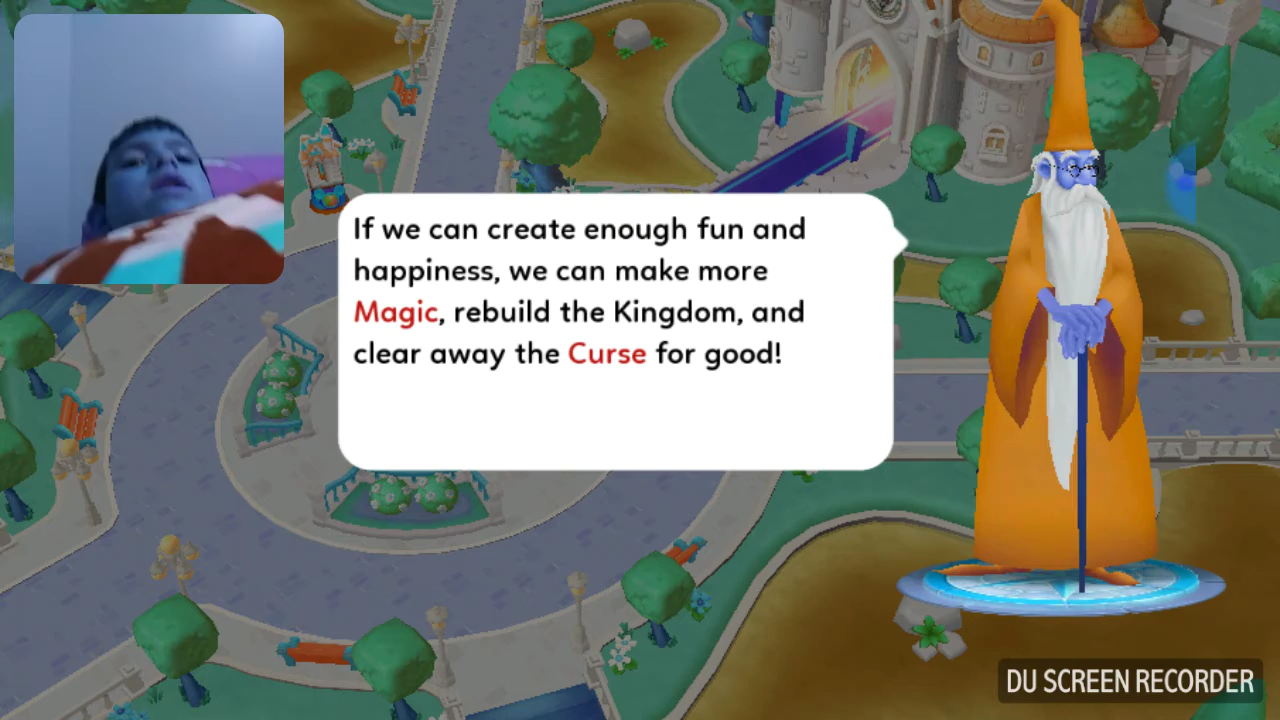 If we can create enough fun and
happiness, we can make more
Magic, rebuild the Kingdom, and
clear away the Curse for good!
DU SCREEN RECORDER